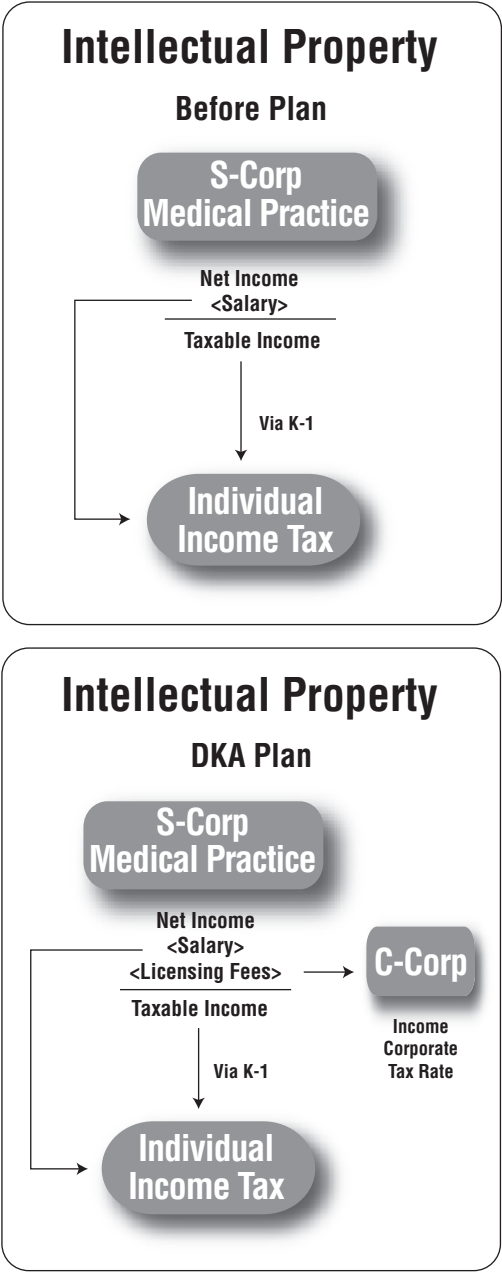 Intellectual Property
Before Plan
S-Corp
Medical Practice
Net Income
<Salary>
Taxable Income
Via K-1
Individual
Income Tax
Intellectual Property
DKA Plan
S-Corp
Medical Practice
Net Income
<Salary>
<Licensing Fees>
Taxable Income
C-Corp
Income
Corporate
Tax Rate
Via K-1
Individual
Income Tax